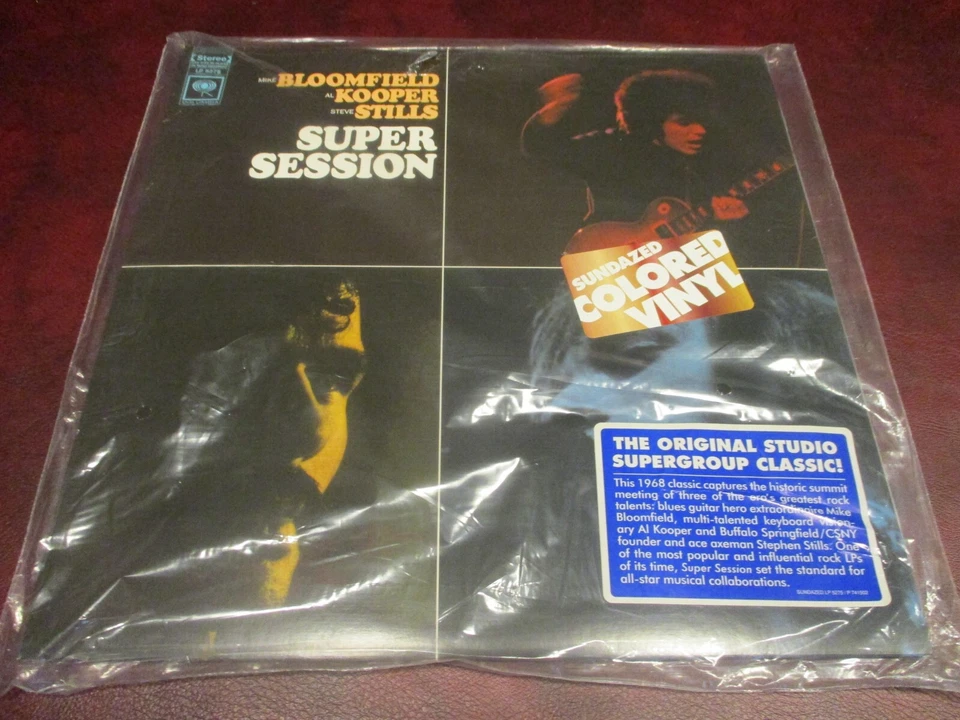 Stereo
LP 5278
MIKE BLOOMFIELD
AL KOOPER
STEVE STILLS
SUPER
SESSION
SUNDAZED
COLORED
VINYL
THE ORIGINAL STUDIO
SUPERGROUP CLASSIC!
This 1968 classic captures the historic summit
meeting of three of the era's greatest rock
talents: blues guitar hero extraordinaire Mike
Bloomfield, multi-talented keyboard vision-
ary Al Kooper and Buffalo Springfield/CSNY
founder and ace axeman Stephen Stills. One
of the most popular and influential rock LPs
of its time, Super Session set the standard for
all-star musical collaborations.